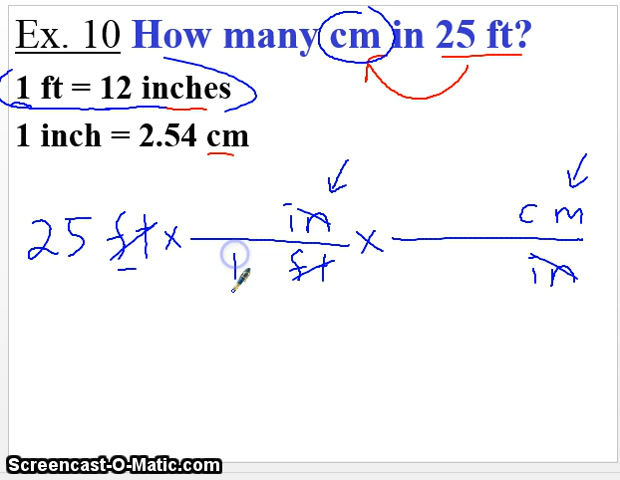 Ex. 10 How many cm in 25 ft?
1 ft = 12 inches
1 inch = 2.54 cm
25 ft x in x cm
1 ft in
Screencast-O-Matic.com